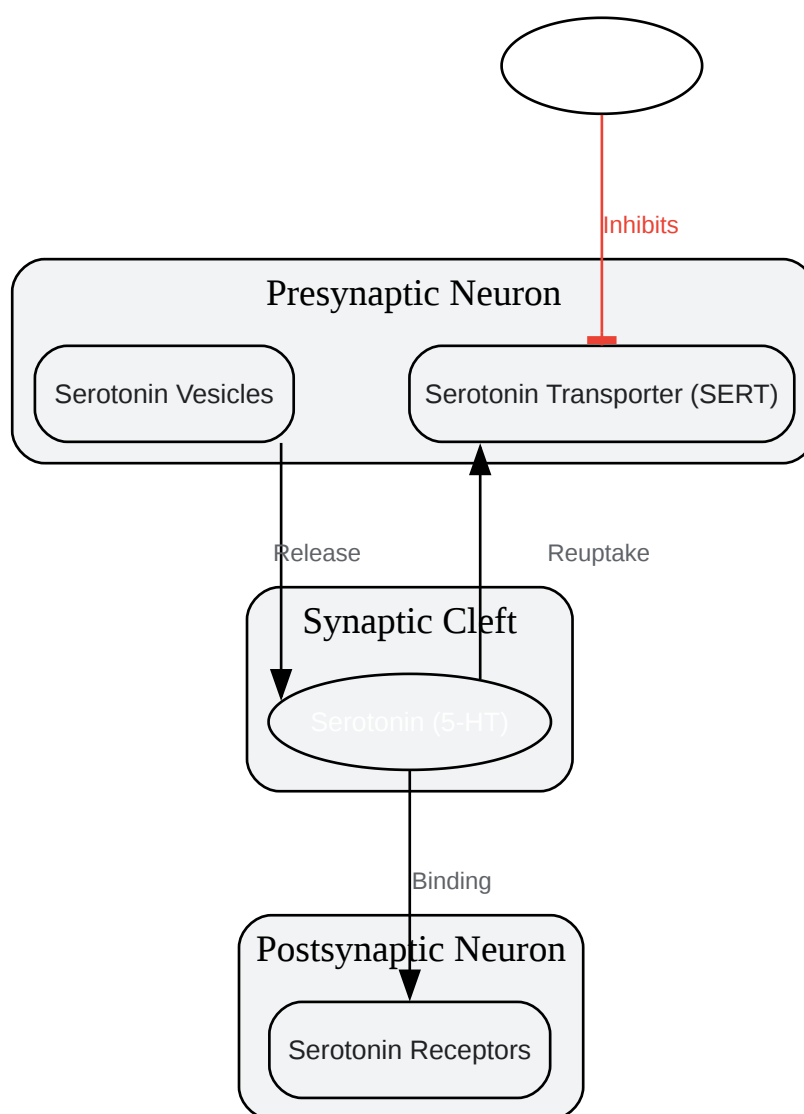 Inhibits
Presynaptic Neuron
Serotonin Vesicles
Serotonin Transporter (SERT)
Release
Reuptake
Synaptic Cleft
Serotonin (5-HT)
Binding
Postsynaptic Neuron
Serotonin Receptors